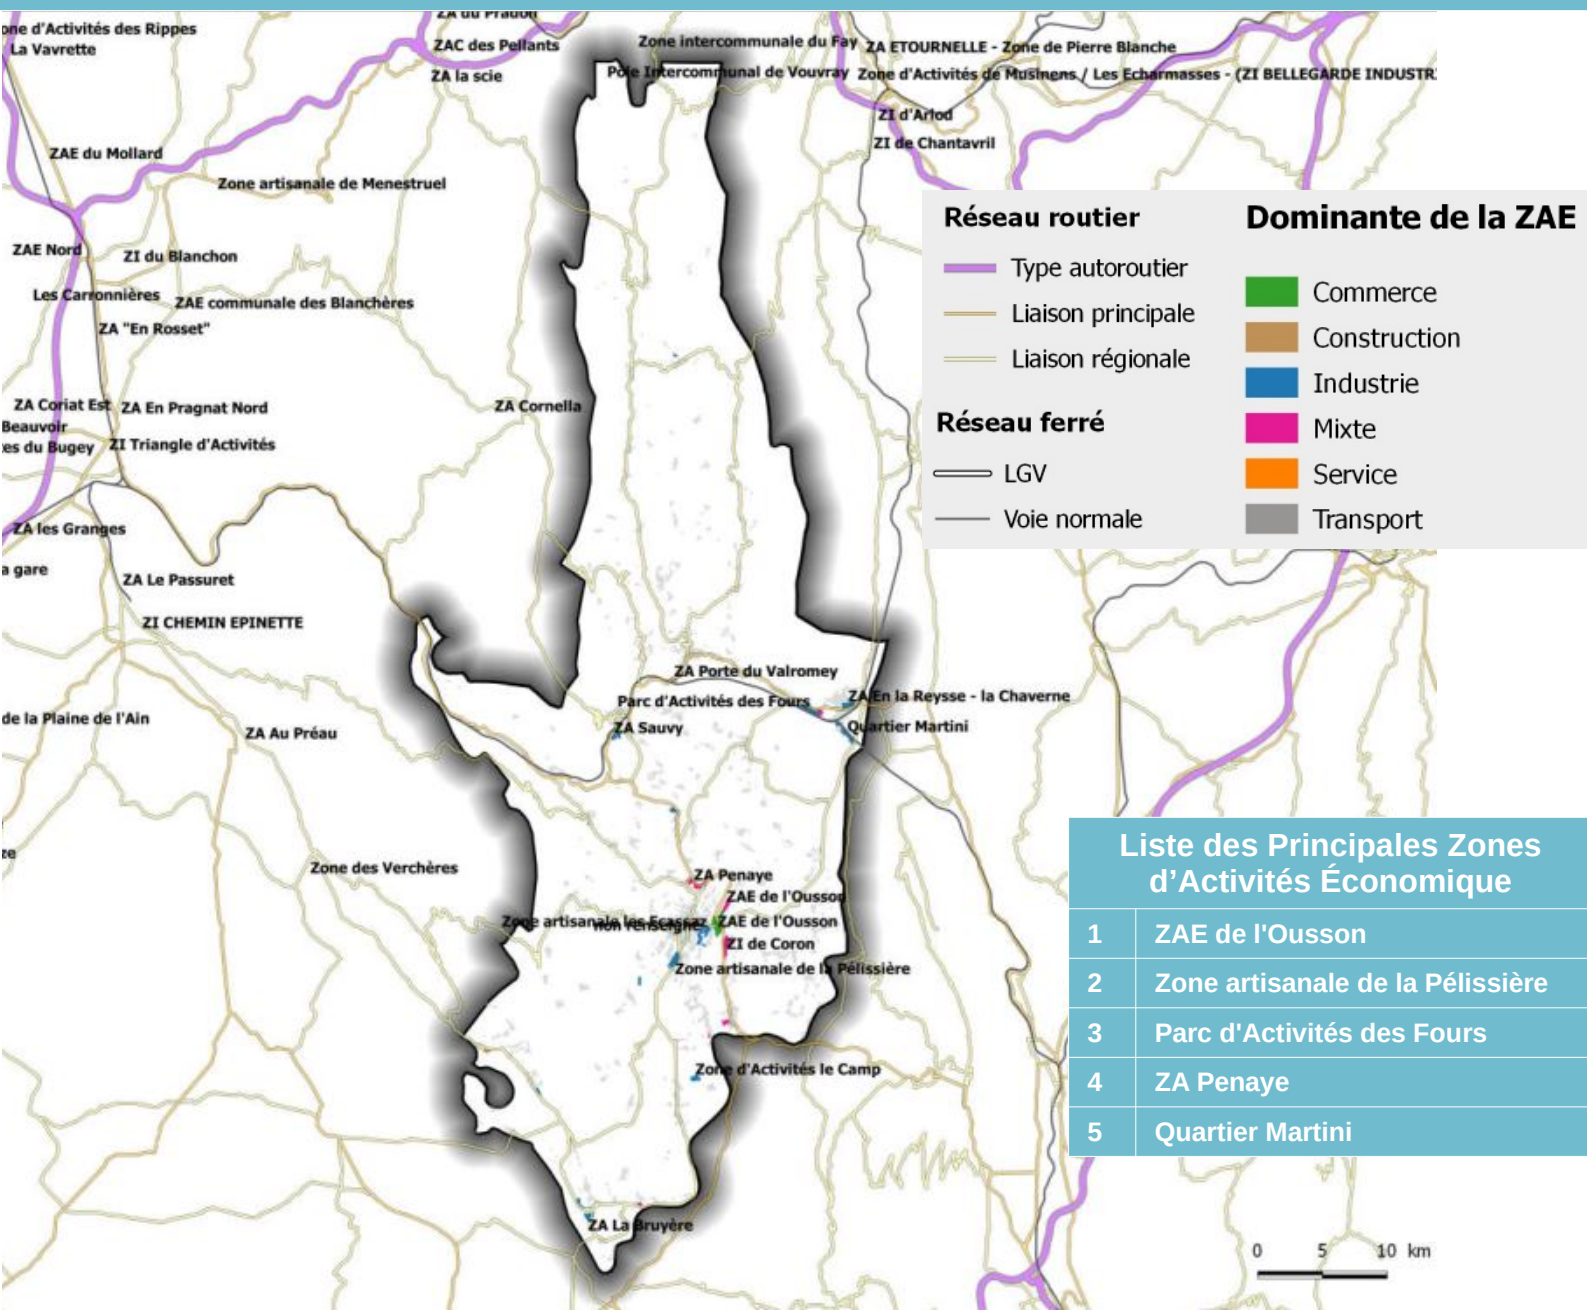 ZA du Pradon
one d'Activités des Rippes
La Vavrette
ZAC des Pellants
Zone intercommunale du Fay
ZA ETOURNELLE - Zone de Pierre Blanche
ZA la scie
Pôle Intercommunal de Vouvray
Zone d'Activités de Musinens / Les Echarmasses - (ZI BELLEGARDE INDUSTR
ZI d'Arlod
ZI de Chantavril
ZAE du Mollard
Zone artisanale de Menestruel
ZAE Nord
ZI du Blanchon
Les Carronnières
ZAE communale des Blanchères
ZA "En Rosset"
ZA Coriat Est
ZA En Pragnat Nord
ZA Cornella
Beauvoir
es du Bugey
ZI Triangle d'Activités
ZA les Granges
a gare
ZA Le Passuret
ZI CHEMIN EPINETTE
de la Plaine de l'Ain
ZA Au Préau
ze
Zone des Verchères
ZA Porte du Valromey
Parc d'Activités des Fours
ZA En la Reysse - la Chaverne
ZA Sauvy
Quartier Martini
ZA Penaye
ZAE de l'Ousson
Zone artisanale les Ecassaz
non renseigné
ZAE de l'Ousson
ZI de Coron
Zone artisanale de la Pélissière
Zone d'Activités le Camp
ZA La Bruyère
Réseau routier
Type autoroutier
Liaison principale
Liaison régionale
Réseau ferré
LGV
Voie normale
Dominante de la ZAE
Commerce
Construction
Industrie
Mixte
Service
Transport
Liste des Principales Zones
d'Activités Économique
1 ZAE de l'Ousson
2 Zone artisanale de la Pélissière
3 Parc d'Activités des Fours
4 ZA Penaye
5 Quartier Martini
0 5 10 km